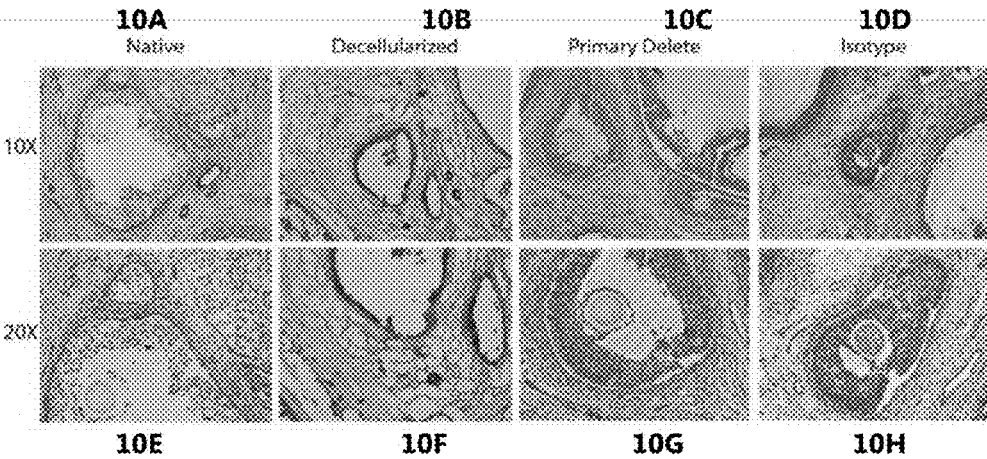 10A 10B 10C 10D
Native Decellularized Primary Delete Isotype
10X
20X
10E 10F 10G 10H